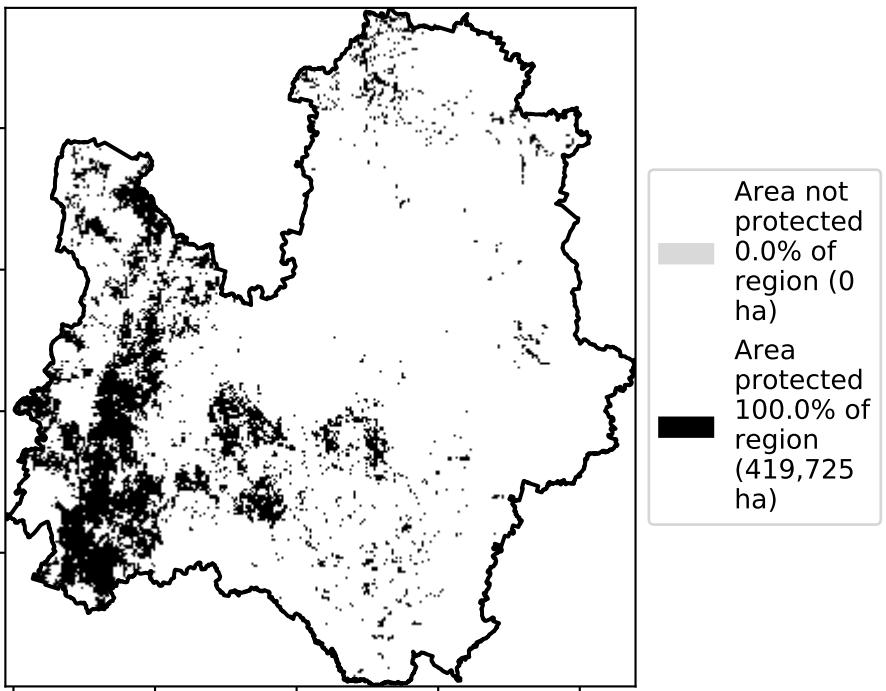 Area not
protected
0.0% of
region (0
ha)
Area
protected
100.0% of
region
(419,725
ha)